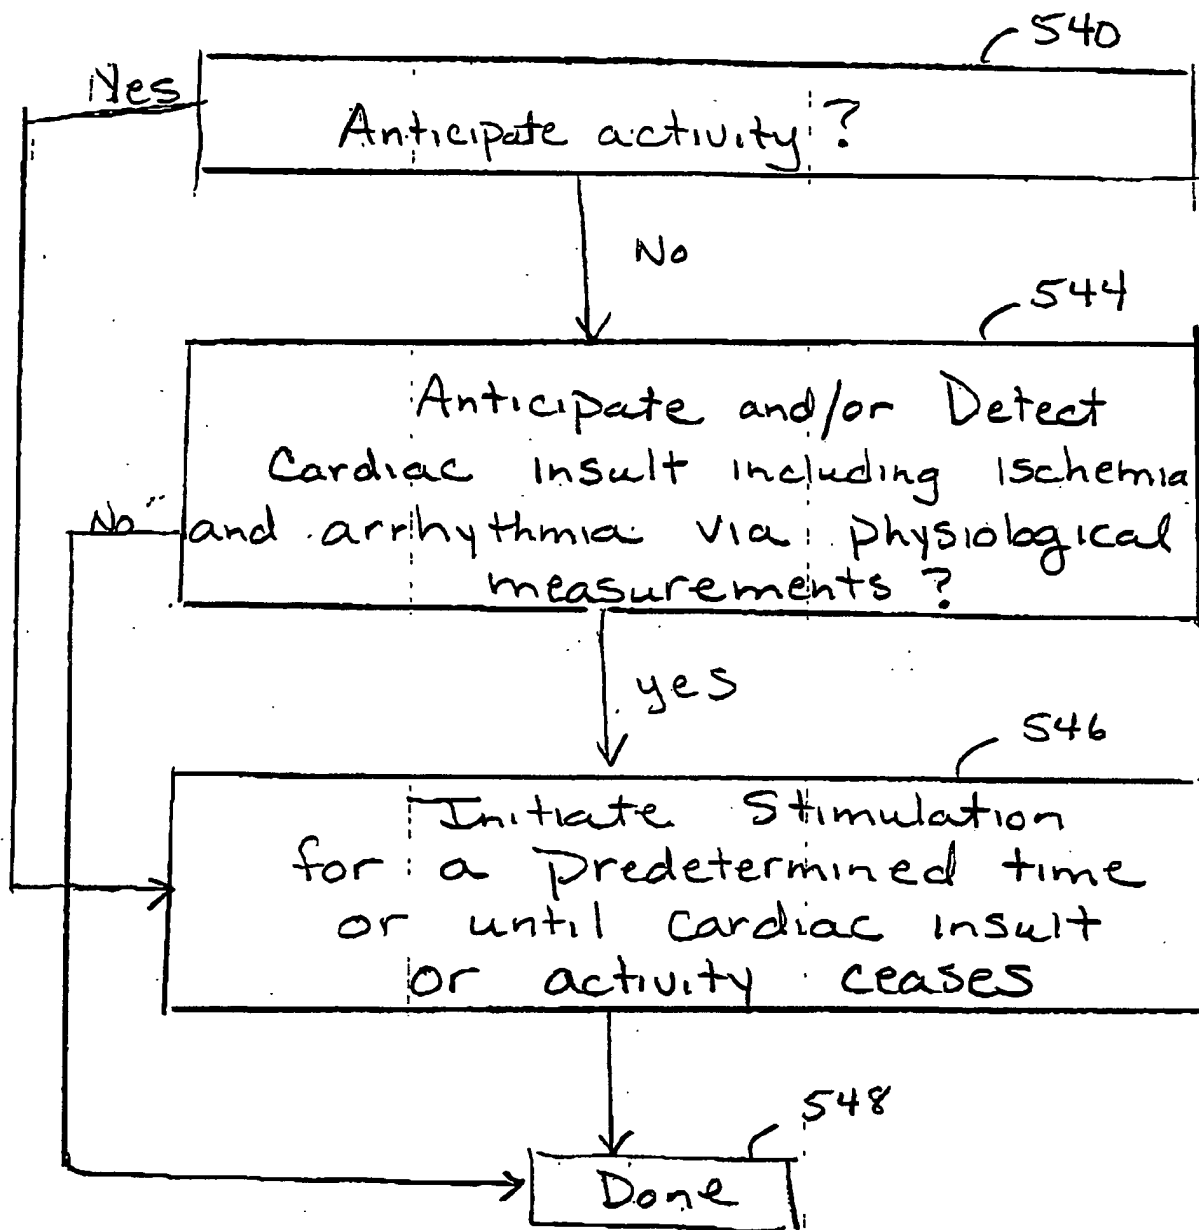 540
Yes
Anticipate activity?
No
544
Anticipate and/or Detect
Cardiac insult including ischemia
No
and arrhythmia via physiological
measurements?
yes
546
Initiate Stimulation
for a predetermined time
or until cardiac insult
or activity ceases
548
Done